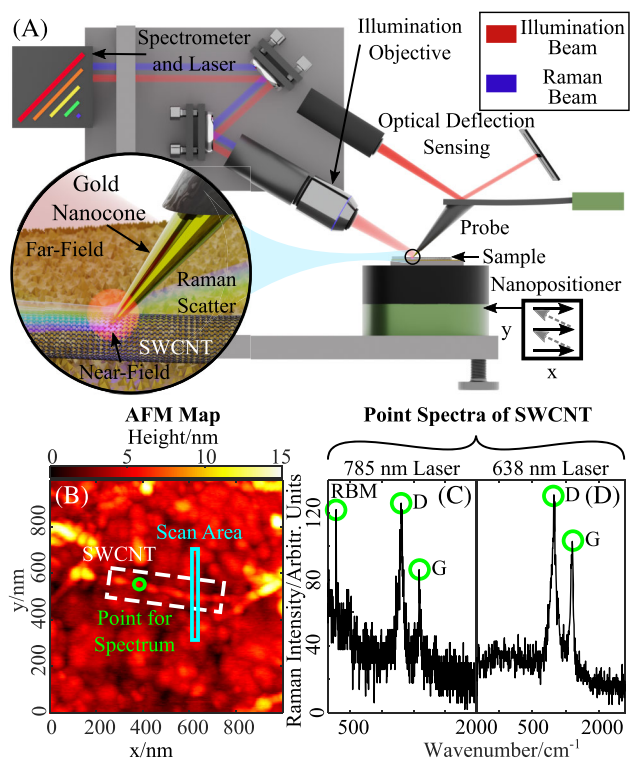 (A)
Spectrometer
and Laser
Illumination
Objective
Illumination
Beam
Raman
Beam
Optical Deflection
Sensing
Gold
Nanocone
Far-Field
Raman
Scatter
SWCNT
Near-Field
Probe
Sample
Nanopositioner
y
x
AFM Map
Height/nm
0 5 10 15
(B)
SWCNT
Scan Area
Point for
Spectrum
y/nm
0 200 400 600 800
0 200 400 600 800 1000
x/nm
Point Spectra of SWCNT
785 nm Laser 638 nm Laser
RBM (C) D (D)
D
G G
Raman Intensity/Arbitr. Units
0 40 80 120
500 2000 500 2000
Wavenumber/cm⁻¹